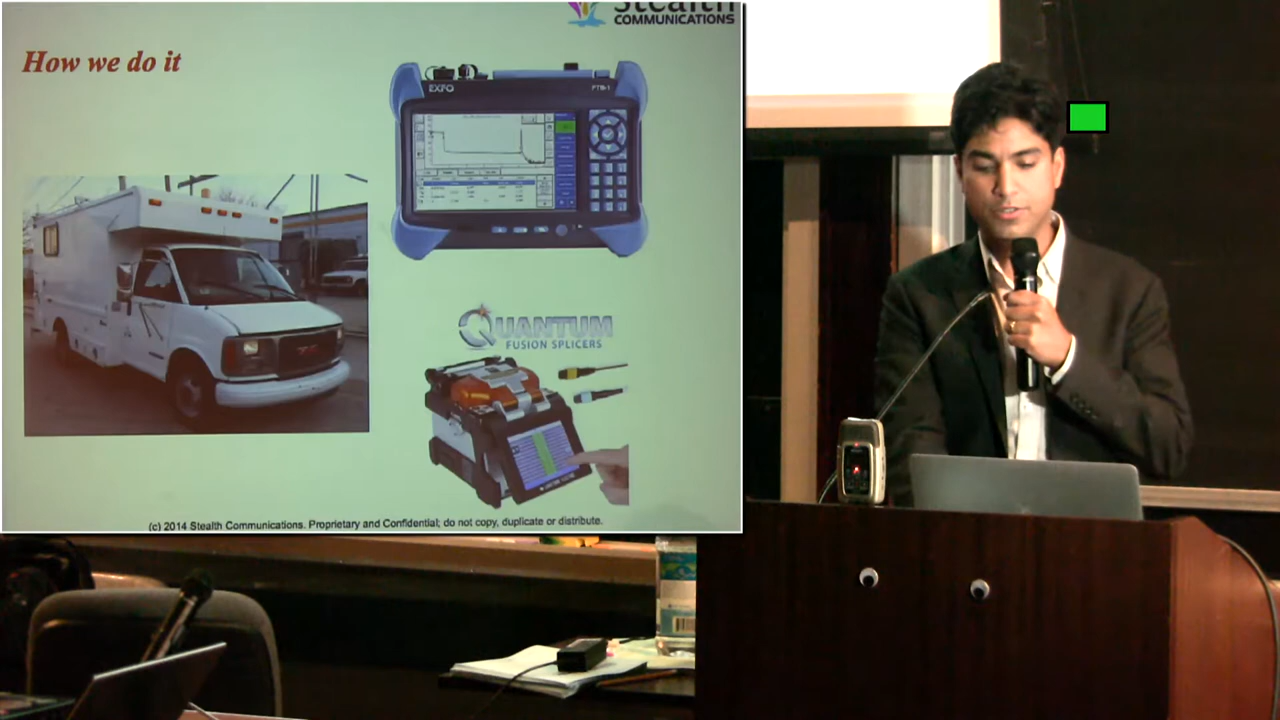 Stealth
COMMUNICATIONS
How we do it
EXFO
FTB-1
QUANTUM
FUSION SPLICERS
GMC
(c) 2014 Stealth Communications. Proprietary and Confidential; do not copy, duplicate or distribute.